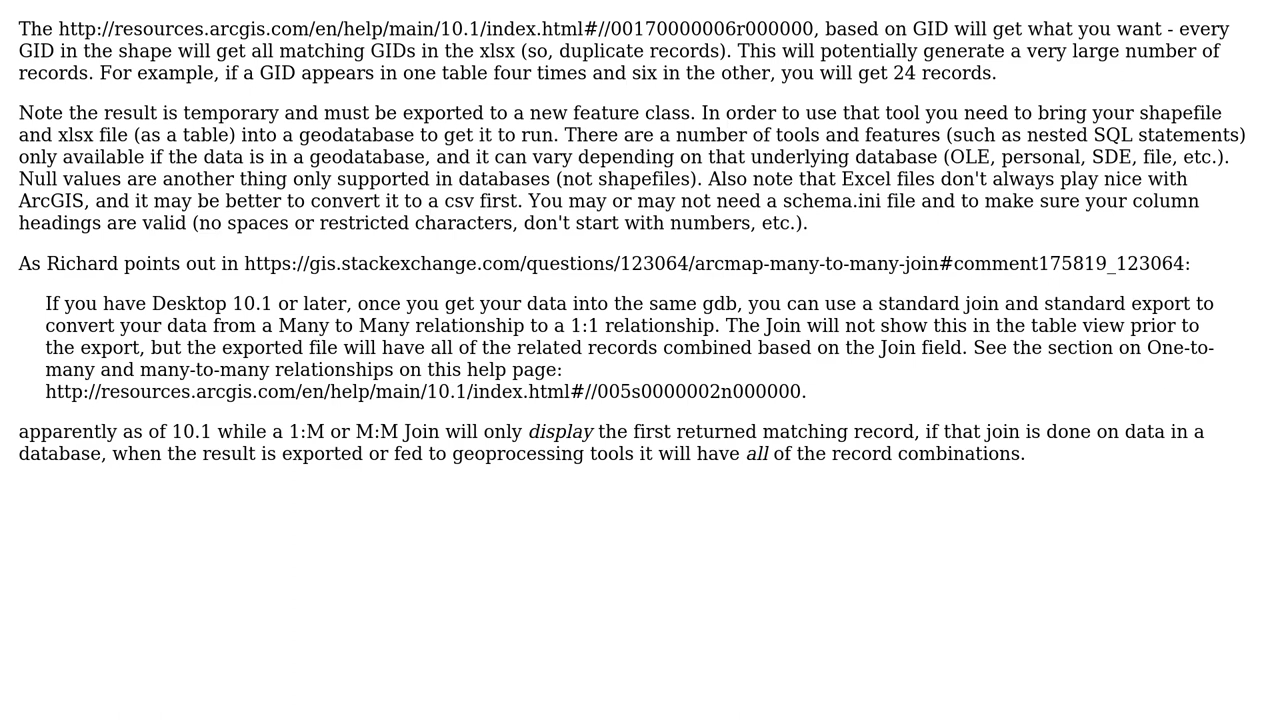 The http://resources.arcgis.com/en/help/main/10.1/index.html#//00170000006r000000, based on GID will get what you want - every
GID in the shape will get all matching GIDs in the xlsx (so, duplicate records). This will potentially generate a very large number of
records. For example, if a GID appears in one table four times and six in the other, you will get 24 records.
Note the result is temporary and must be exported to a new feature class. In order to use that tool you need to bring your shapefile
and xlsx file (as a table) into a geodatabase to get it to run. There are a number of tools and features (such as nested SQL statements)
only available if the data is in a geodatabase, and it can vary depending on that underlying database (OLE, personal, SDE, file, etc.).
Null values are another thing only supported in databases (not shapefiles). Also note that Excel files don't always play nice with
ArcGIS, and it may be better to convert it to a csv first. You may or may not need a schema.ini file and to make sure your column
headings are valid (no spaces or restricted characters, don't start with numbers, etc.).
As Richard points out in https://gis.stackexchange.com/questions/123064/arcmap-many-to-many-join#comment175819_123064:
If you have Desktop 10.1 or later, once you get your data into the same gdb, you can use a standard join and standard export to
convert your data from a Many to Many relationship to a 1:1 relationship. The Join will not show this in the table view prior to
the export, but the exported file will have all of the related records combined based on the Join field. See the section on One-to-
many and many-to-many relationships on this help page:
http://resources.arcgis.com/en/help/main/10.1/index.html#//005s0000002n000000.
apparently as of 10.1 while a 1:M or M:M Join will only display the first returned matching record, if that join is done on data in a
database, when the result is exported or fed to geoprocessing tools it will have all of the record combinations.